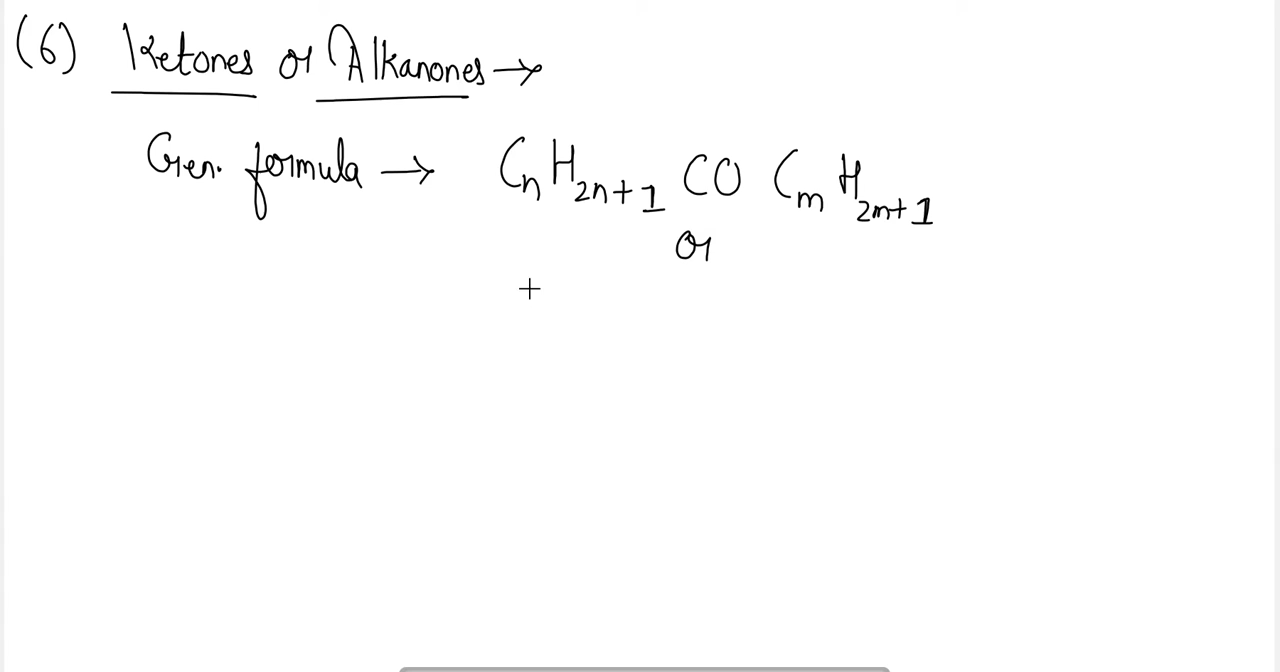 (6) Ketones or Alkanones →
Gen. formula → CₙH₂ₙ₊₁ CO CₘH₂ₘ₊₁
or